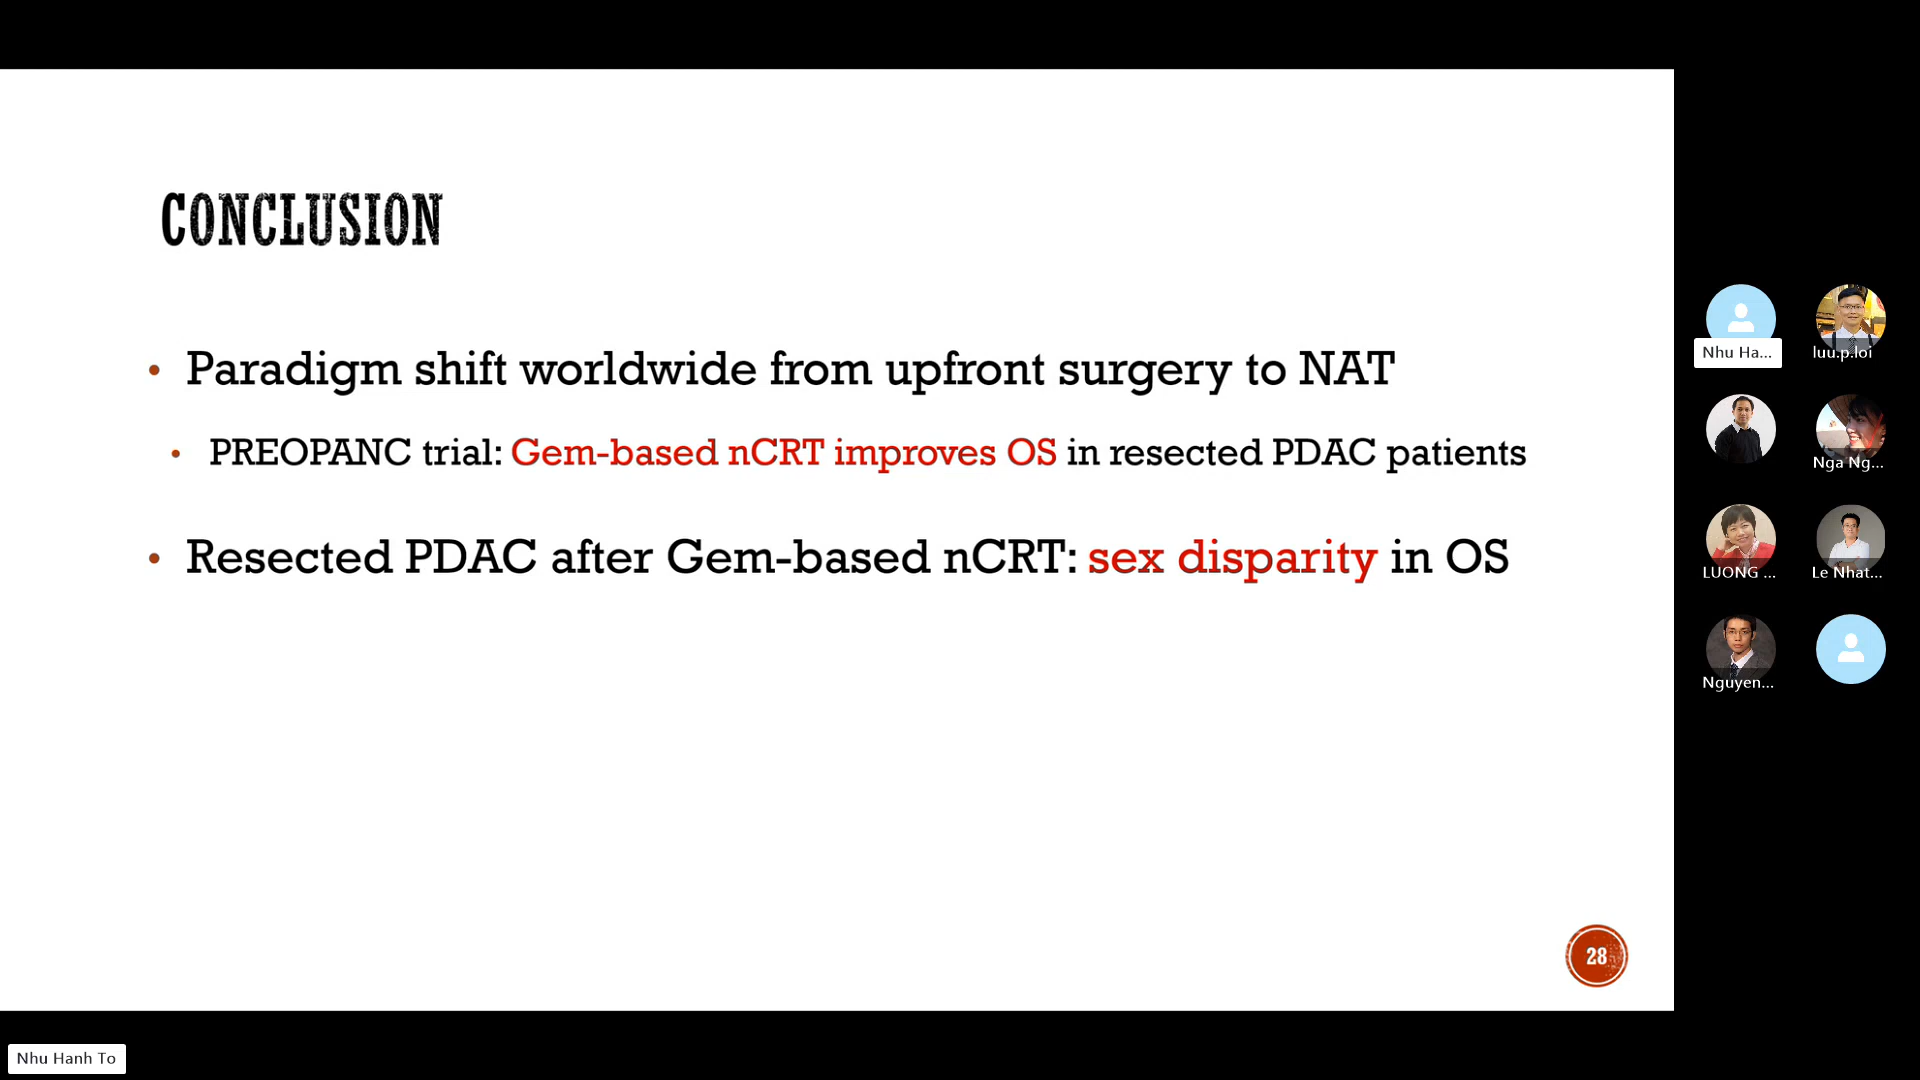 CONCLUSION
• Paradigm shift worldwide from upfront surgery to NAT
• PREOPANC trial: Gem-based nCRT improves OS in resected PDAC patients
• Resected PDAC after Gem-based nCRT: sex disparity in OS
28
Nhu Ha...
luu.p.loi
Nga Ng...
LUONG ...
Le Nhat...
Nguyen...
Nhu Hanh To